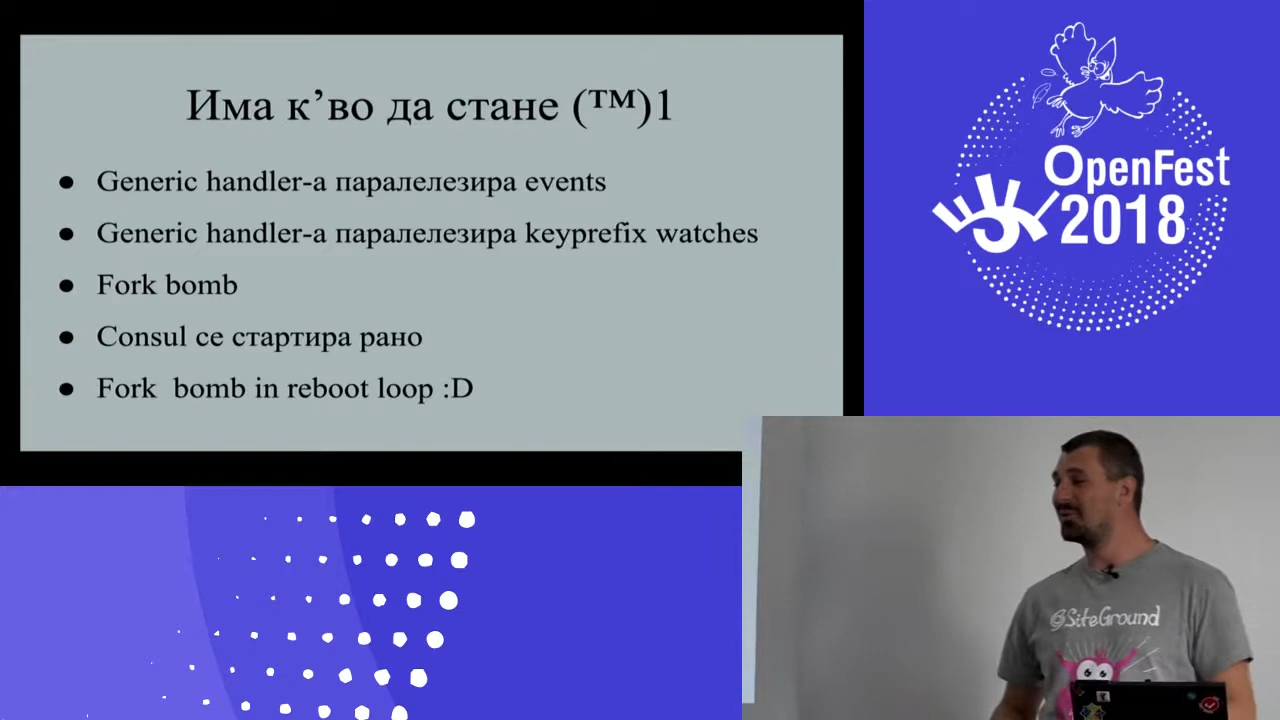 Има к’во да стане (™)1
Generic handler-а паралелезира events
Generic handler-а паралелезира keyprefix watches
Fork bomb
Consul се стартира рано
Fork bomb in reboot loop :D
OpenFest
2018
@SiteGround